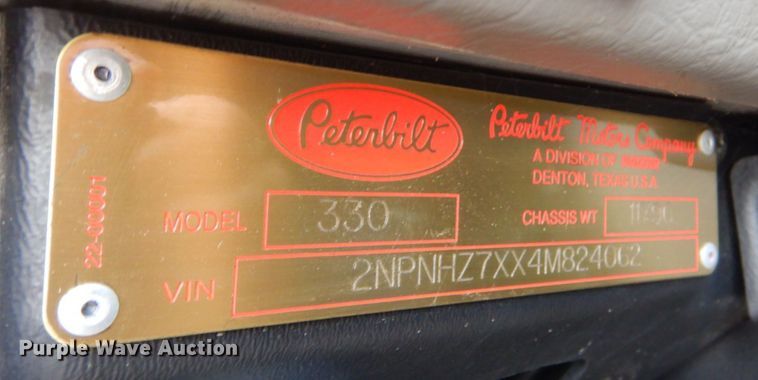 22-00001
Peterbilt
Peterbilt Motors Company
A DIVISION OF PACCAR
DENTON, TEXAS U.S.A.
MODEL 330
CHASSIS WT
VIN 2NPNHZ7XX4M824062
Purple Wave Auction